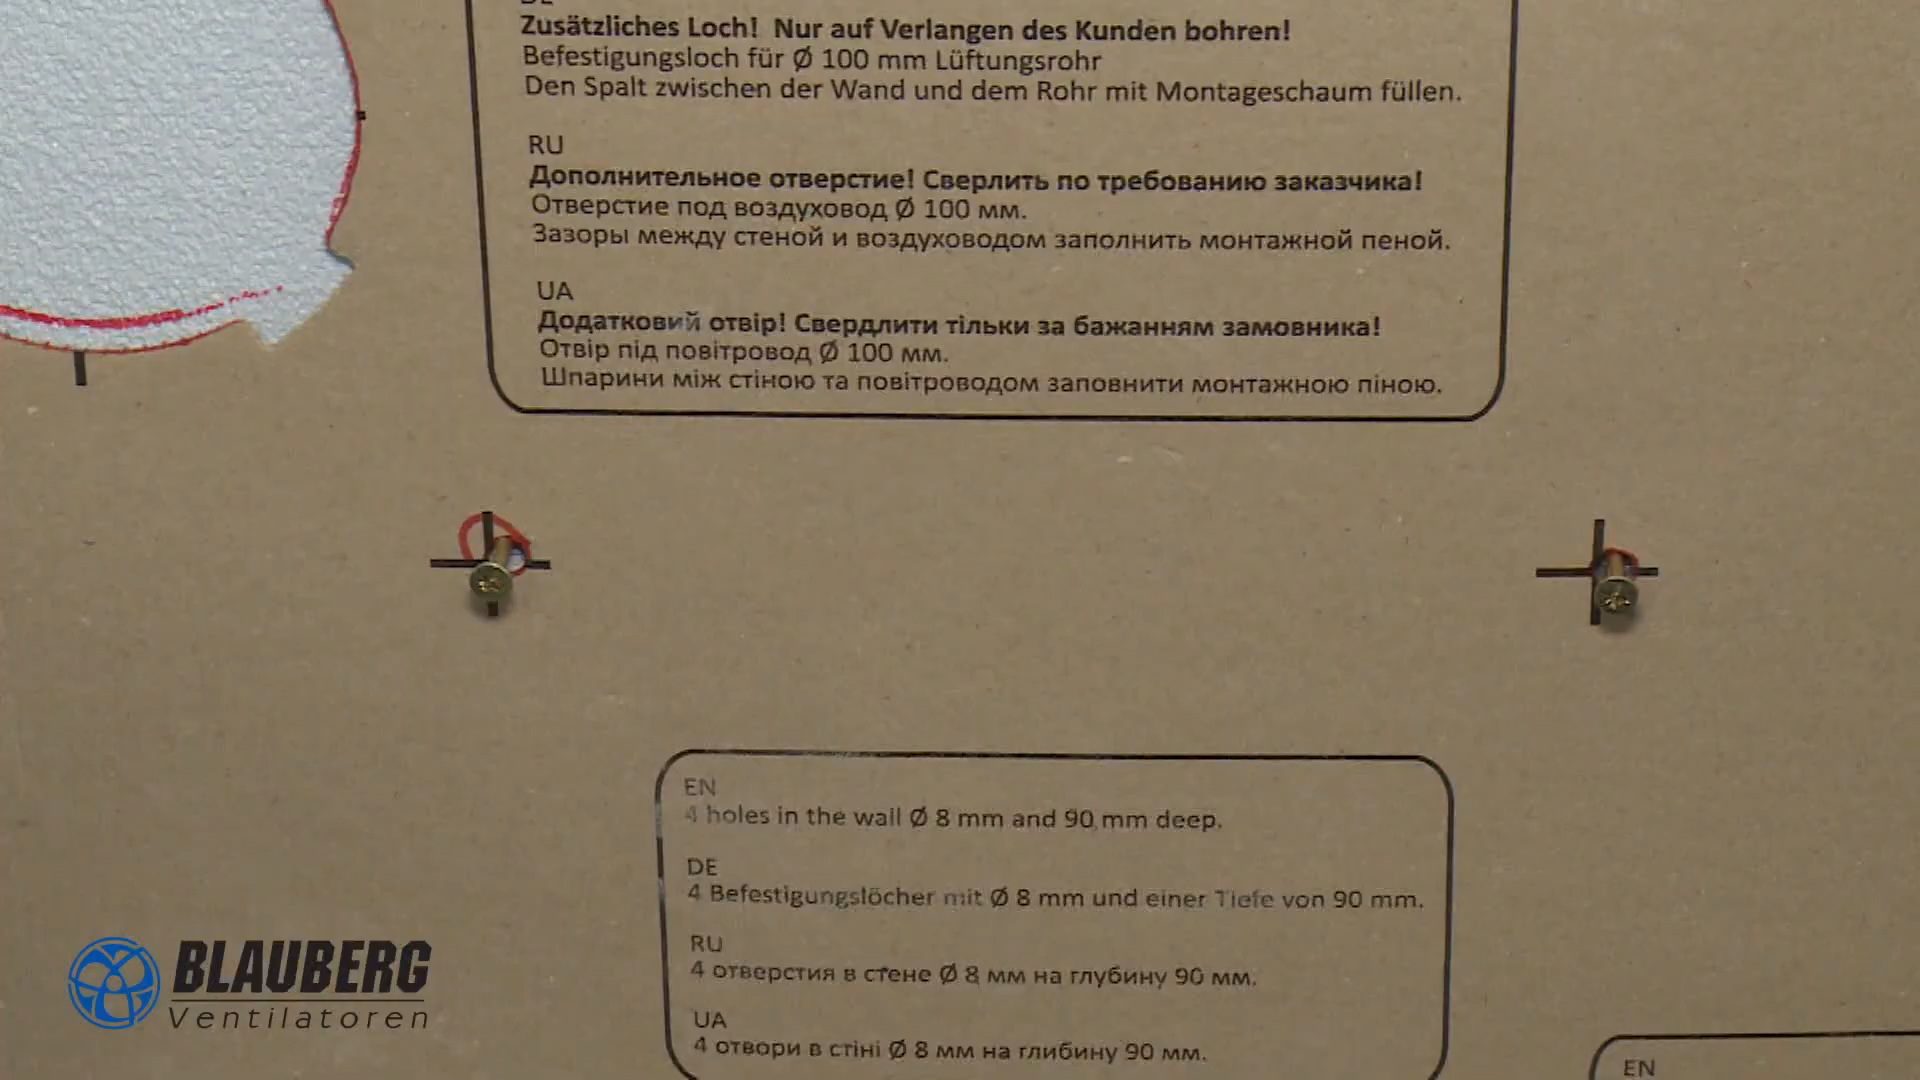 DE
Zusätzliches Loch! Nur auf Verlangen des Kunden bohren!
Befestigungsloch für Ø 100 mm Lüftungsrohr
Den Spalt zwischen der Wand und dem Rohr mit Montageschaum füllen.
RU
Дополнительное отверстие! Сверлить по требованию заказчика!
Отверстие под воздуховод Ø 100 мм.
Зазоры между стеной и воздуховодом заполнить монтажной пеной.
UA
Додатковий отвір! Свердлити тільки за бажанням замовника!
Отвір під повітровод Ø 100 мм.
Шпарини між стіною та повітроводом заповнити монтажною піною.
EN
4 holes in the wall Ø 8 mm and 90 mm deep.
DE
4 Befestigungslöcher mit Ø 8 mm und einer Tiefe von 90 mm.
RU
4 отверстия в стене Ø 8 мм на глубину 90 мм.
UA
4 отвори в стіні Ø 8 мм на глибину 90 мм.
EN
BLAUBERG
Ventilatoren